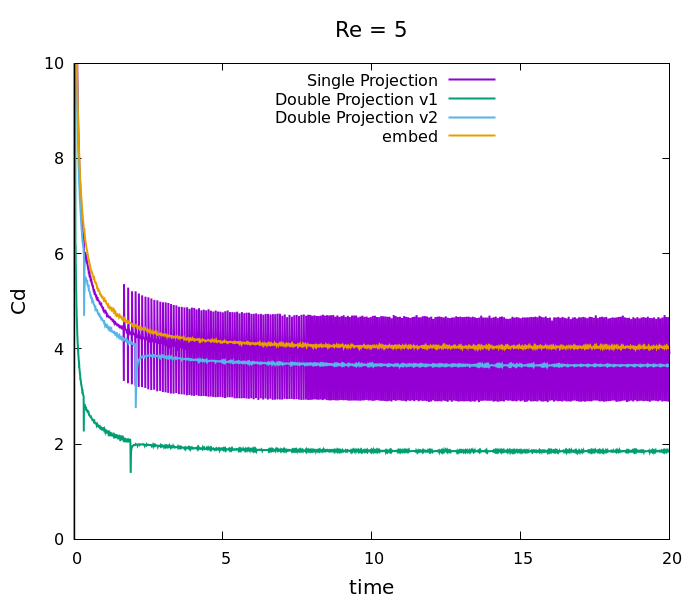 Re = 5
10
8
6
4
2
0
Cd
Single Projection
Double Projection v1
Double Projection v2
embed
0 5 10 15 20
time